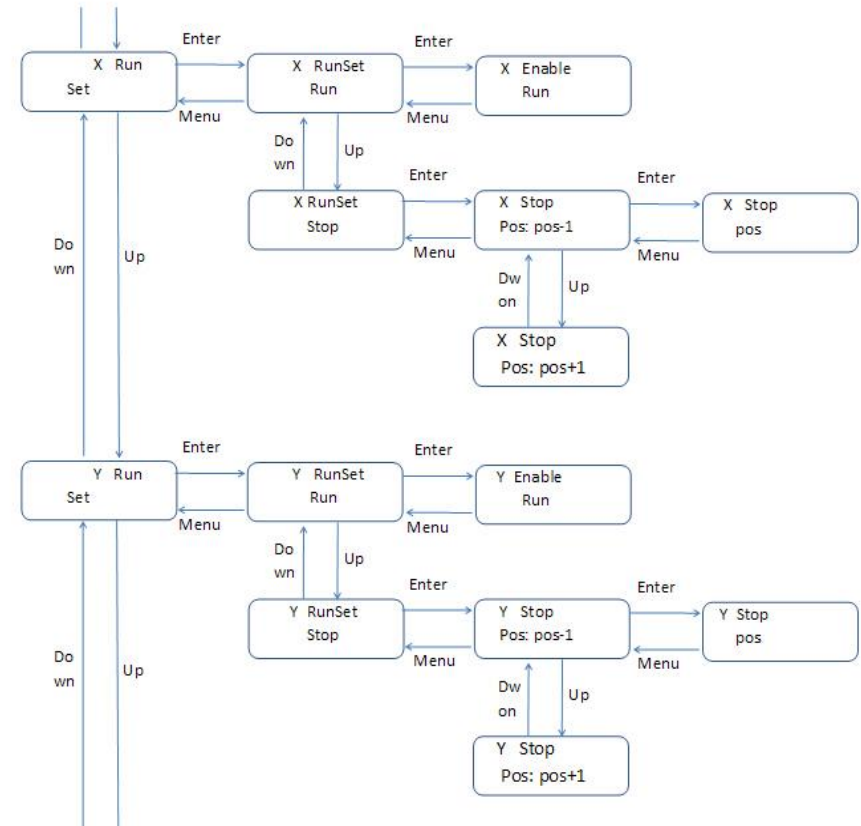 Enter
Enter
X Run
Set
X RunSet
Run
X Enable
Run
Menu
Menu
Do
wn
Up
Enter
Enter
X RunSet
Stop
X Stop
Pos: pos-1
X Stop
pos
Menu
Menu
Do
wn
Up
Dw
on
Up
X Stop
Pos: pos+1
Enter
Enter
Y Run
Set
Y RunSet
Run
Y Enable
Run
Menu
Menu
Do
wn
Up
Enter
Enter
Y RunSet
Stop
Y Stop
Pos: pos-1
Y Stop
pos
Menu
Menu
Do
wn
Up
Dw
on
Up
Y Stop
Pos: pos+1